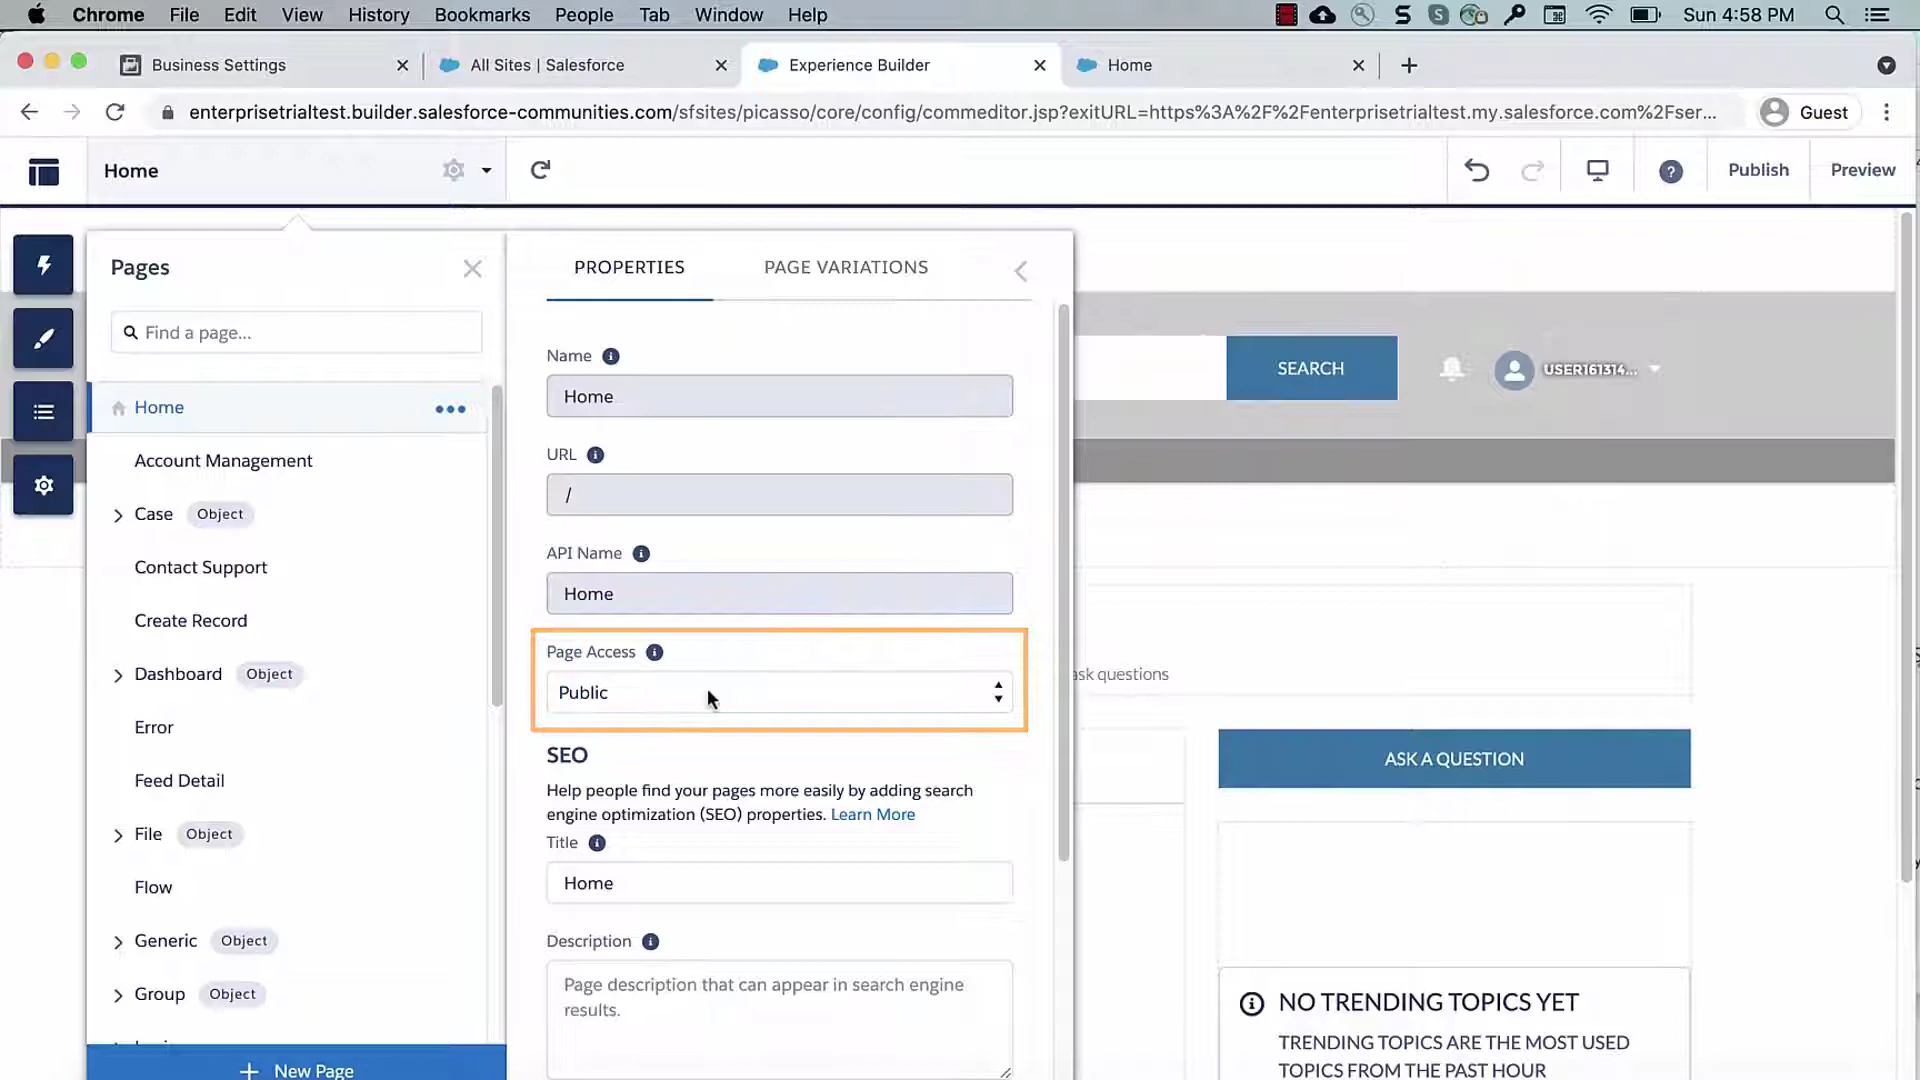 Chrome File Edit View History Bookmarks People Tab Window Help Sun 4:58 PM
Business Settings All Sites | Salesforce Experience Builder Home
enterprisetrialtest.builder.salesforce-communities.com/sfsites/picasso/core/config/commeditor.jsp?exitURL=https%3A%2F%2Fenterprisetrialtest.my.salesforce.com%2Fser... Guest
Home Publish Preview
Pages
Find a page...
Home
Account Management
Case Object
Contact Support
Create Record
Dashboard Object
Error
Feed Detail
File Object
Flow
Generic Object
Group Object
New Page
PROPERTIES PAGE VARIATIONS
Name
Home
URL
/
API Name
Home
Page Access
Public
SEO
Help people find your pages more easily by adding search
engine optimization (SEO) properties. Learn More
Title
Home
Description
Page description that can appear in search engine
results.
SEARCH USER161314...
ask questions
ASK A QUESTION
NO TRENDING TOPICS YET
TRENDING TOPICS ARE THE MOST USED
TOPICS FROM THE PAST HOUR